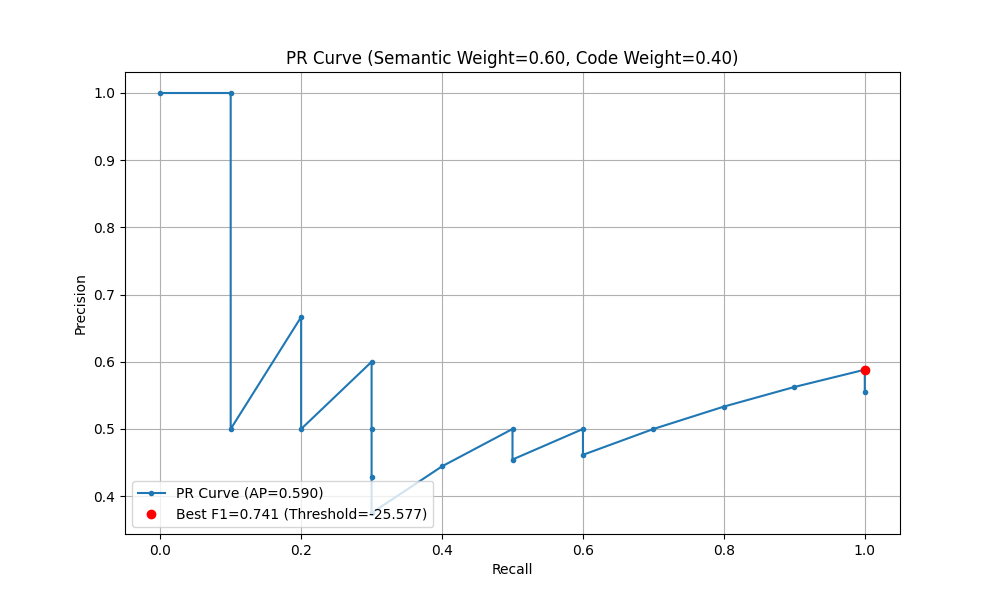 PR Curve (Semantic Weight=0.60, Code Weight=0.40)
1.0
0.9
0.8
0.7
0.6
0.5
0.4
Precision
PR Curve (AP=0.590)
Best F1=0.741 (Threshold=-25.577)
0.0 0.2 0.4 0.6 0.8 1.0
Recall